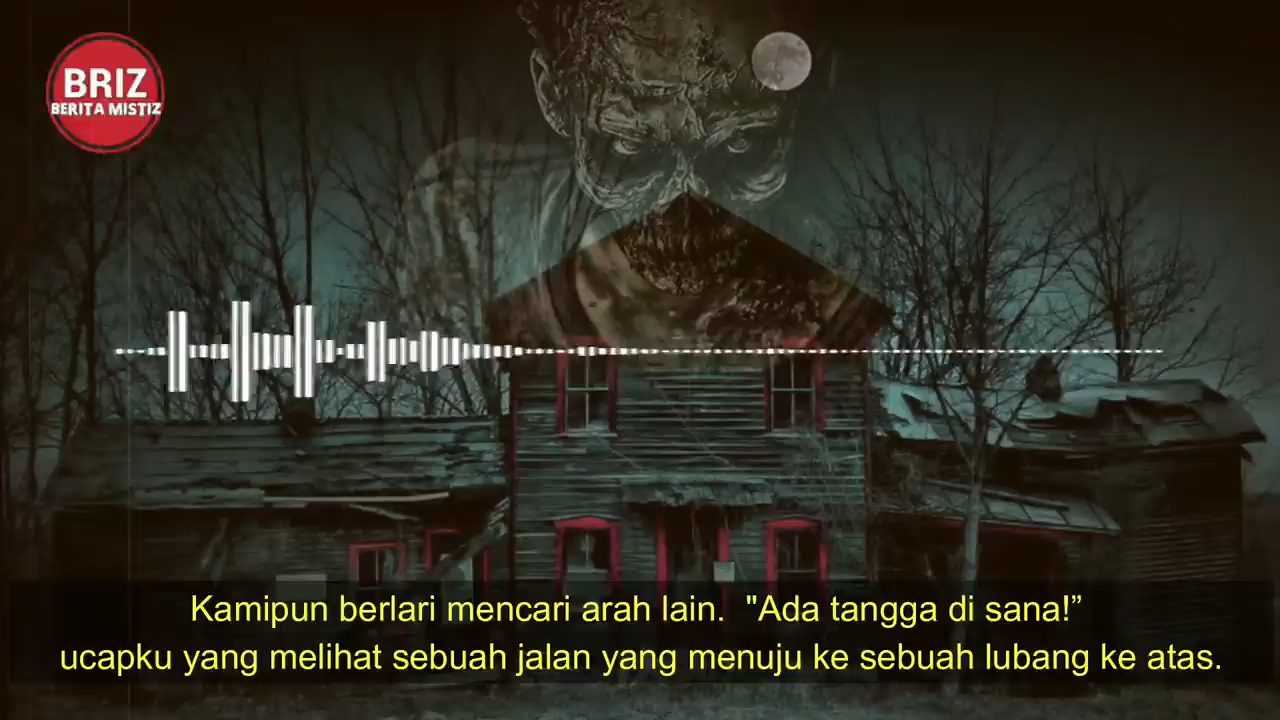 BRIZ
BERITA MISTIZ
Kamipun berlari mencari arah lain.  "Ada tangga di sana!”
ucapku yang melihat sebuah jalan yang menuju ke sebuah lubang ke atas.